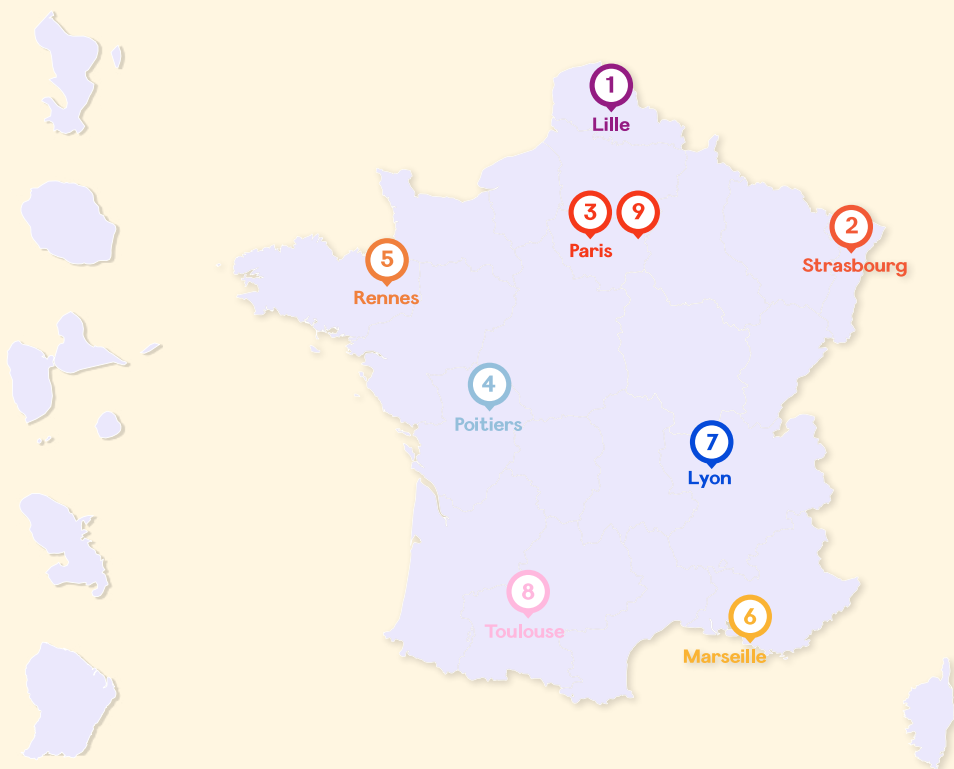 1
Lille
3
9
Paris
2
Strasbourg
5
Rennes
4
Poitiers
7
Lyon
8
Toulouse
6
Marseille